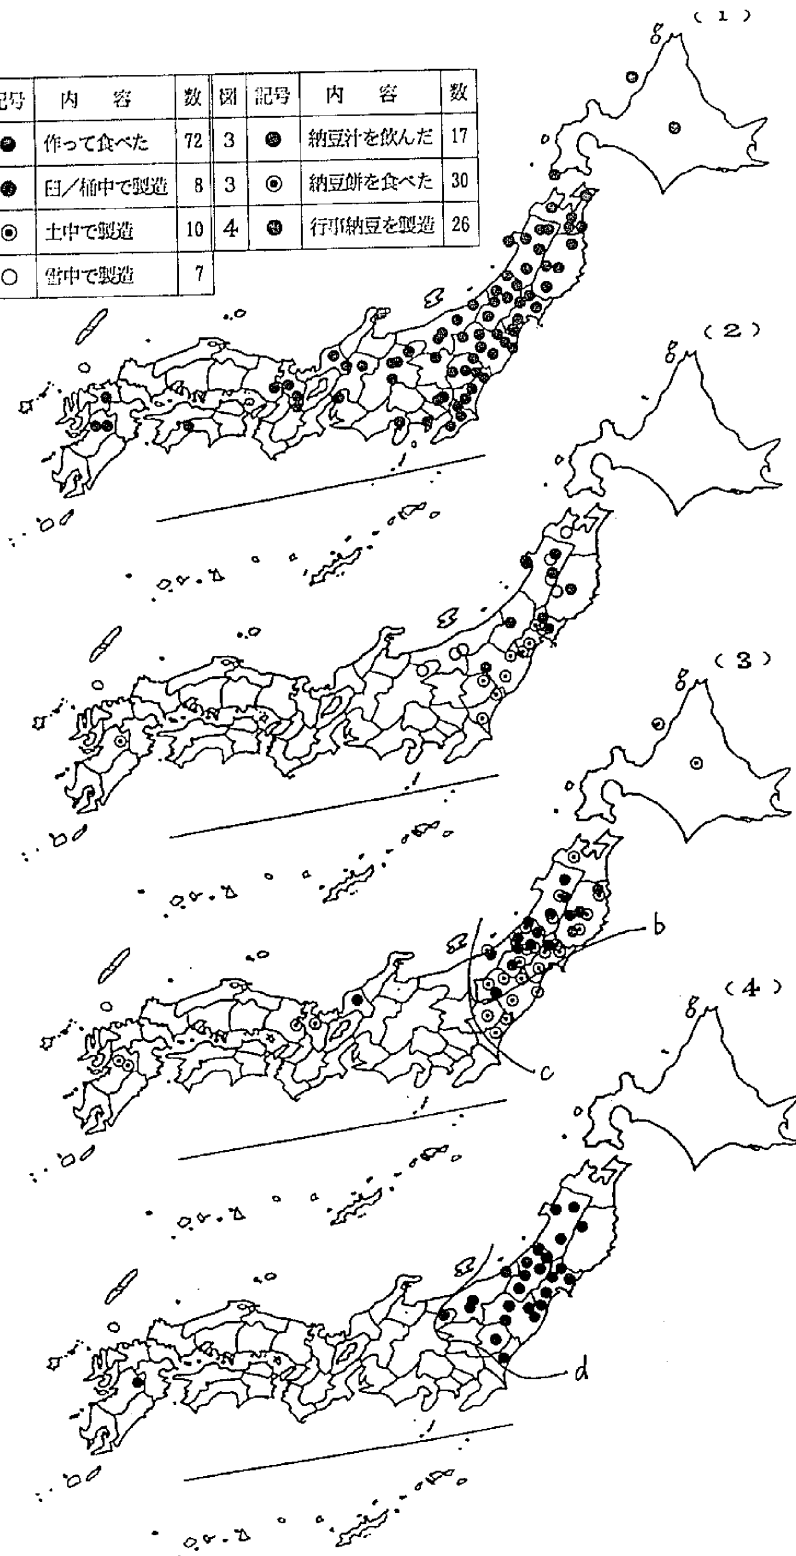 (1)
記号 内容 数 図 記号 内容 数
● 作って食べた 72 3 ● 納豆汁を飲んだ 17
● 臼/桶中で製造 8 3 ◉ 納豆餅を食べた 30
◉ 土中で製造 10 4 ● 行事納豆を製造 26
○ 雪中で製造 7
(2)
(3)
b
c
(4)
d